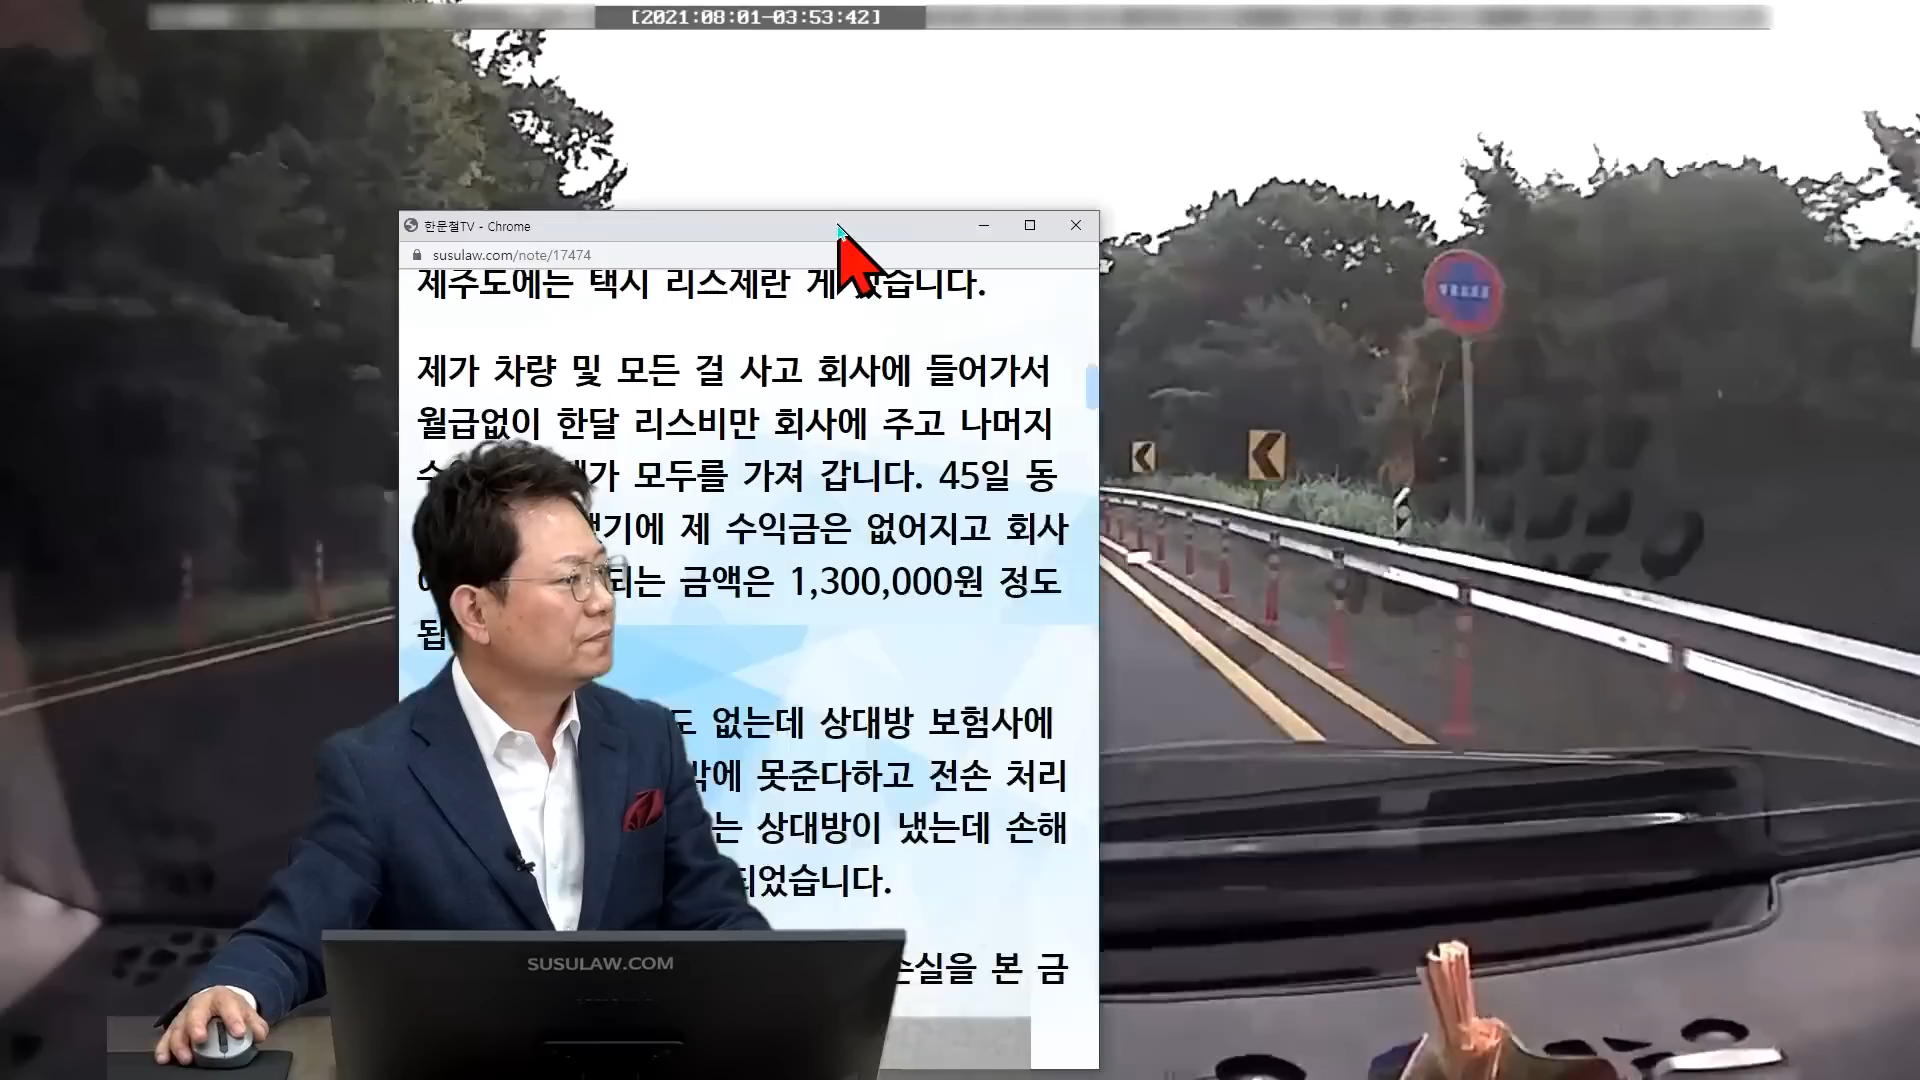 [2021:08:01-03:53:42]
한문철TV - Chrome
susulaw.com/note/17474
제주도에는 택시 리스제란 게 습니다.
제가 차량 및 모든 걸 사고 회사에 들어가서
월급없이 한달 리스비만 회사에 주고 나머지
가 모두를 가져 갑니다. 45일 동
기에 제 수익금은 없어지고 회사
되는 금액은 1,300,000원 정도
됩
도 없는데 상대방 보험사에
밖에 못준다하고 전손 처리
는 상대방이 냈는데 손해
되었습니다.
손실을 본 금
SUSULAW.COM